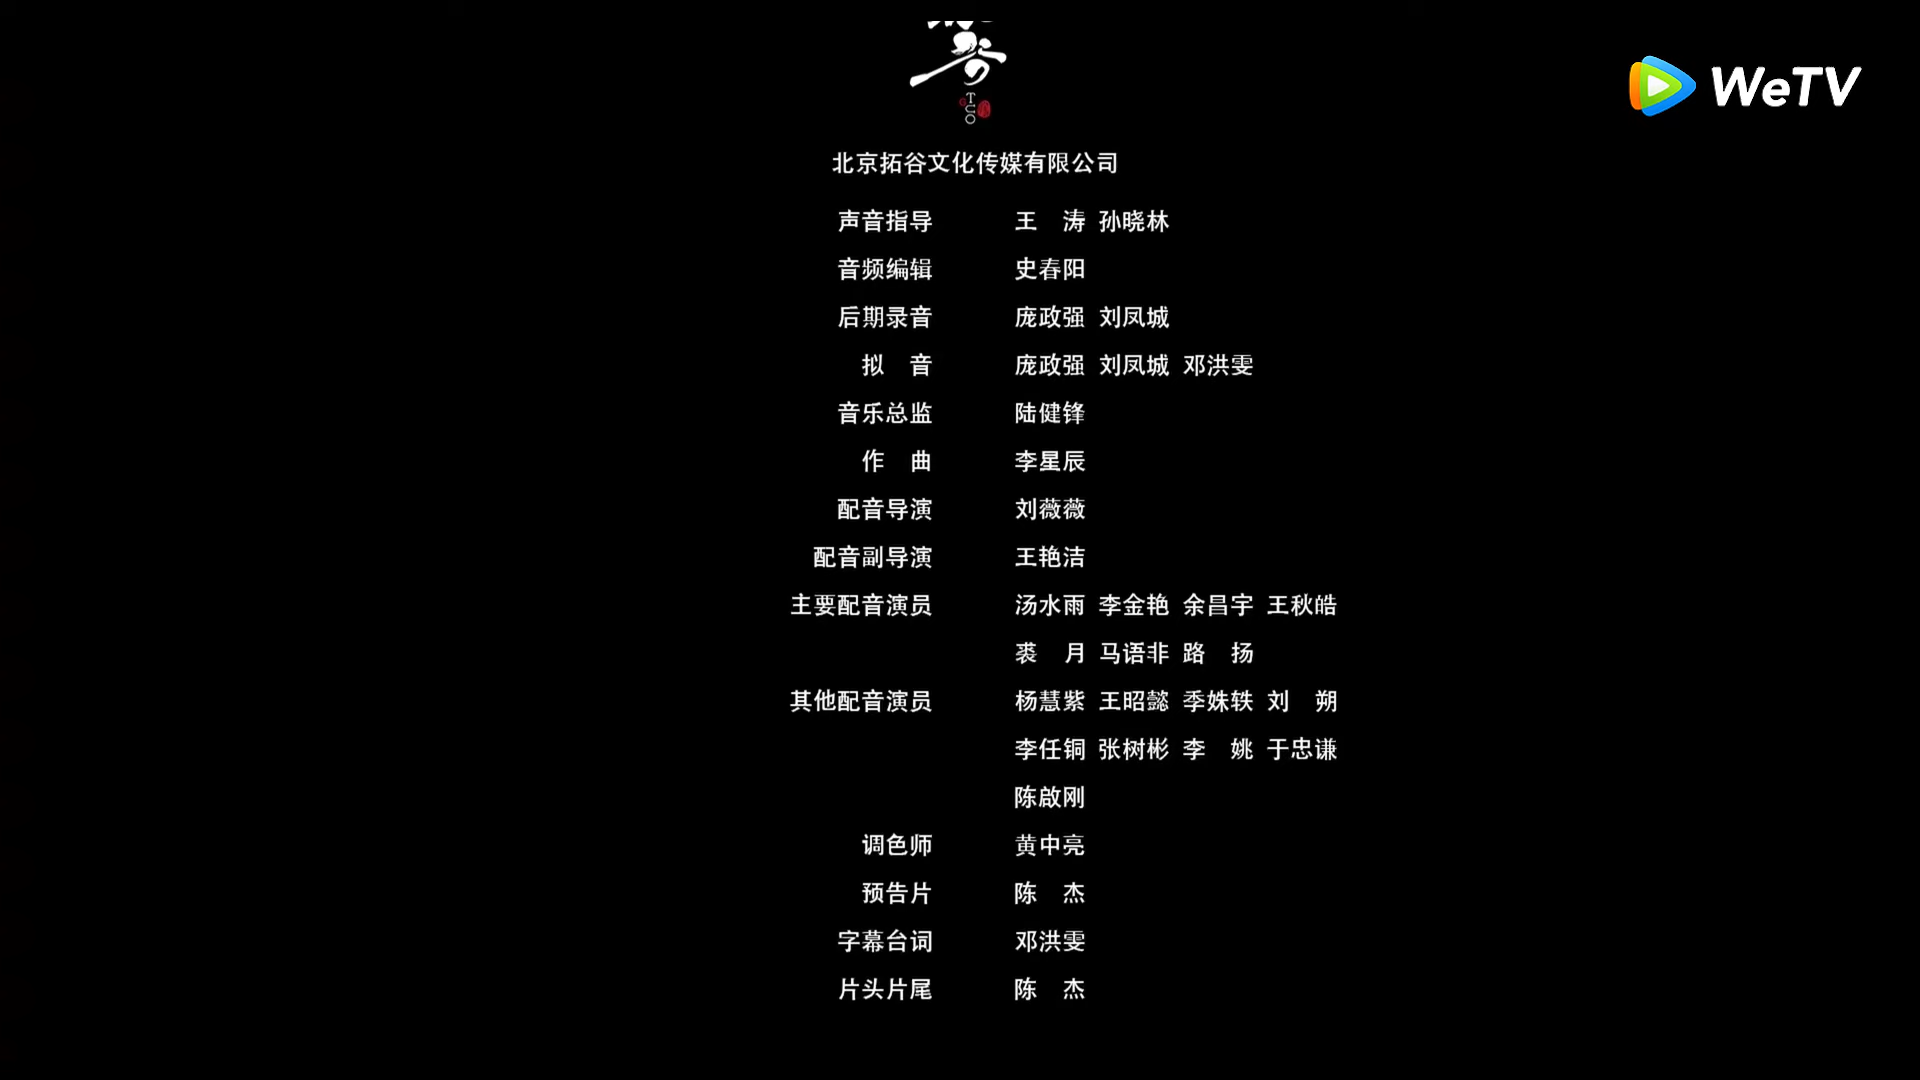 谷
TCO
WeTV
北京拓谷文化传媒有限公司
声音指导 王 涛 孙晓林
音频编辑 史春阳
后期录音 庞政强 刘凤城
拟 音 庞政强 刘凤城 邓洪雯
音乐总监 陆健锋
作 曲 李星辰
配音导演 刘薇薇
配音副导演 王艳洁
主要配音演员 汤水雨 李金艳 余昌宇 王秋皓
裘 月 马语非 路 扬
其他配音演员 杨慧紫 王昭懿 季姝轶 刘 朔
李任铜 张树彬 李 姚 于忠谦
陈啟刚
调色师 黄中亮
预告片 陈 杰
字幕台词 邓洪雯
片头片尾 陈 杰